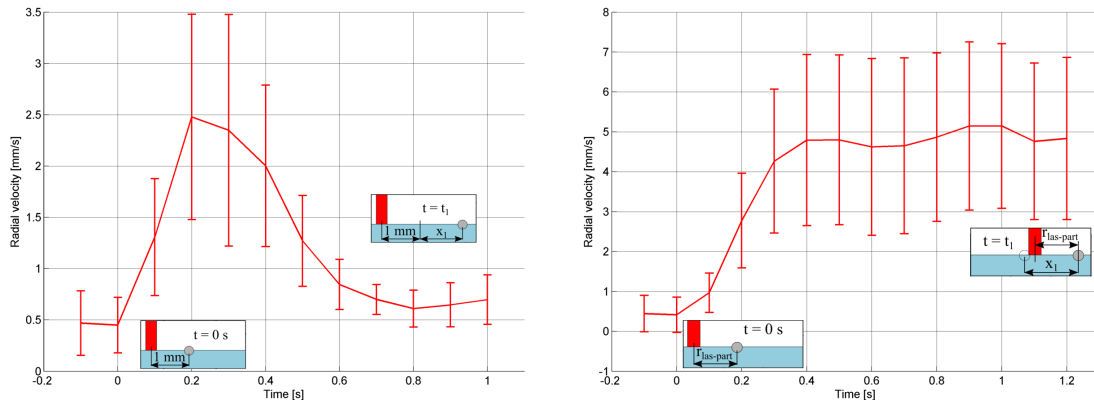 3.5
3
2.5
2
1.5
1
0.5
0
Radial velocity [mm/s]
-0.2
0
0.2
0.4
0.6
0.8
1
Time [s]
t = t1
1 mm
x1
t = 0 s
1 mm
8
7
6
5
4
3
2
1
0
-1
Radial velocity [mm/s]
-0.2
0
0.2
0.4
0.6
0.8
1
1.2
Time [s]
t = t1
rlas-part
x1
t = 0 s
rlas-part